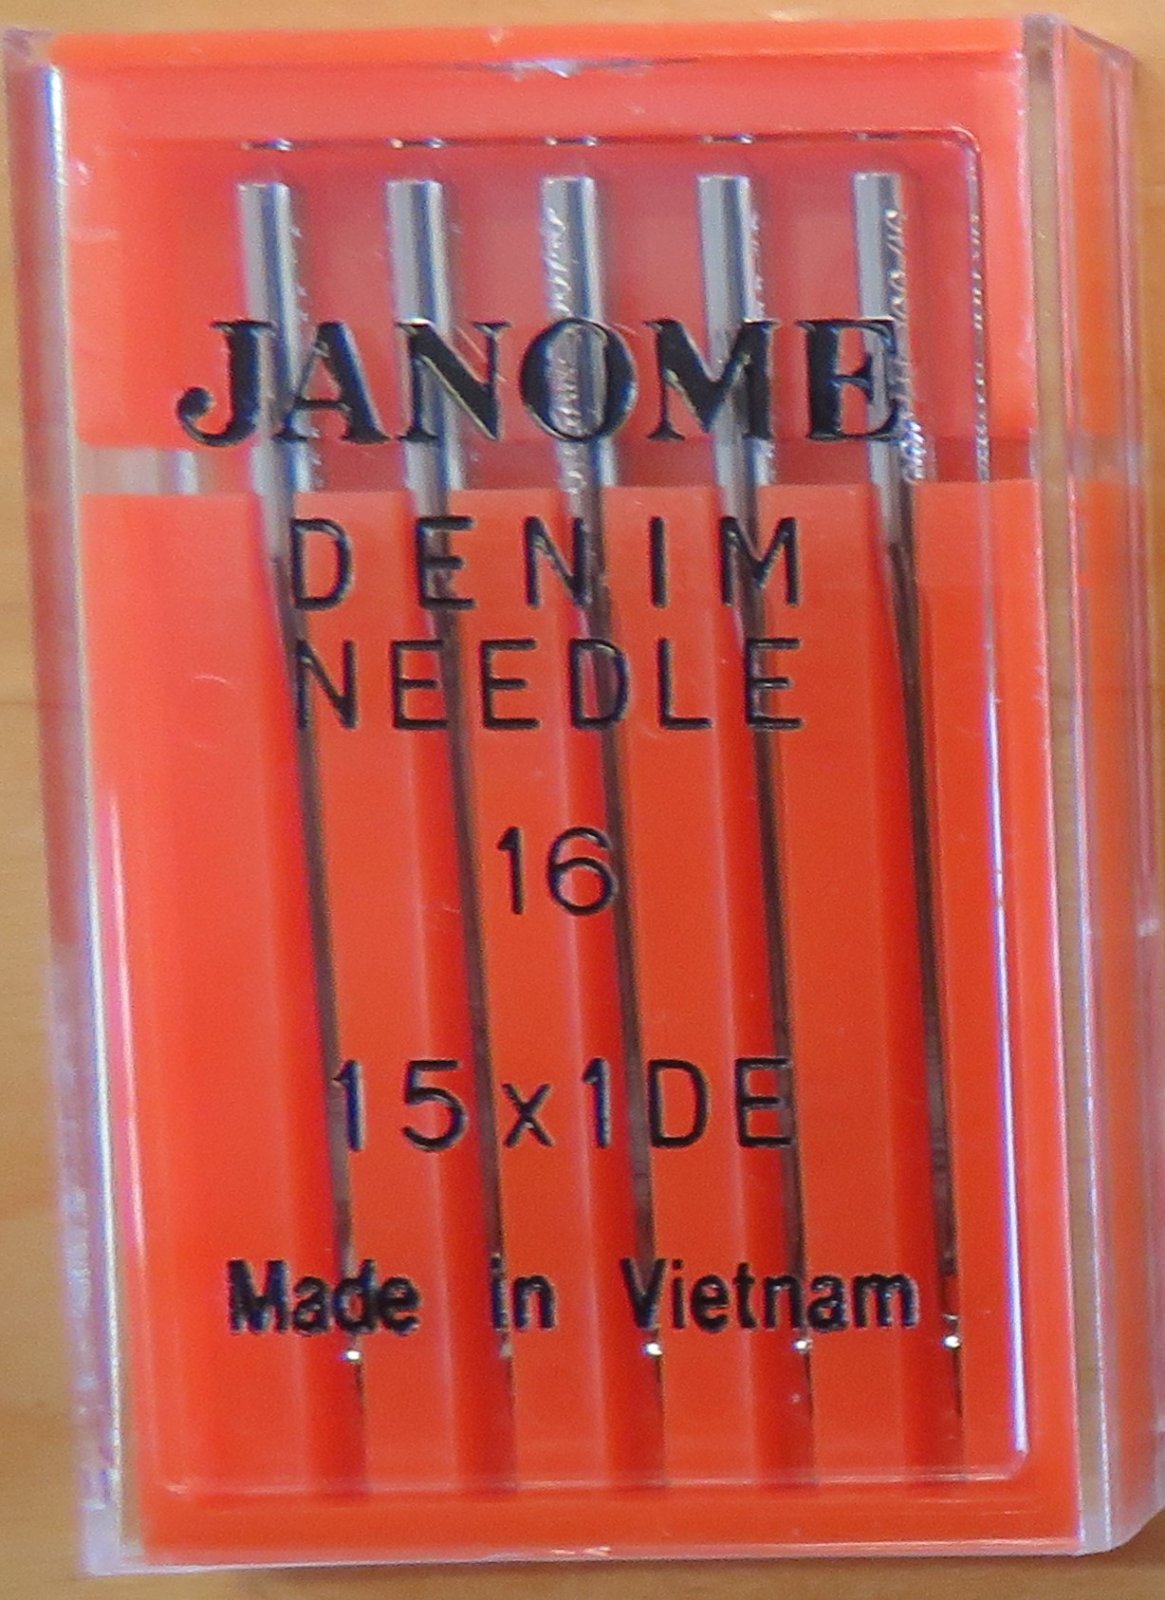 JANOME
DENIM
NEEDLE
16
15x1DE
Made in Vietnam